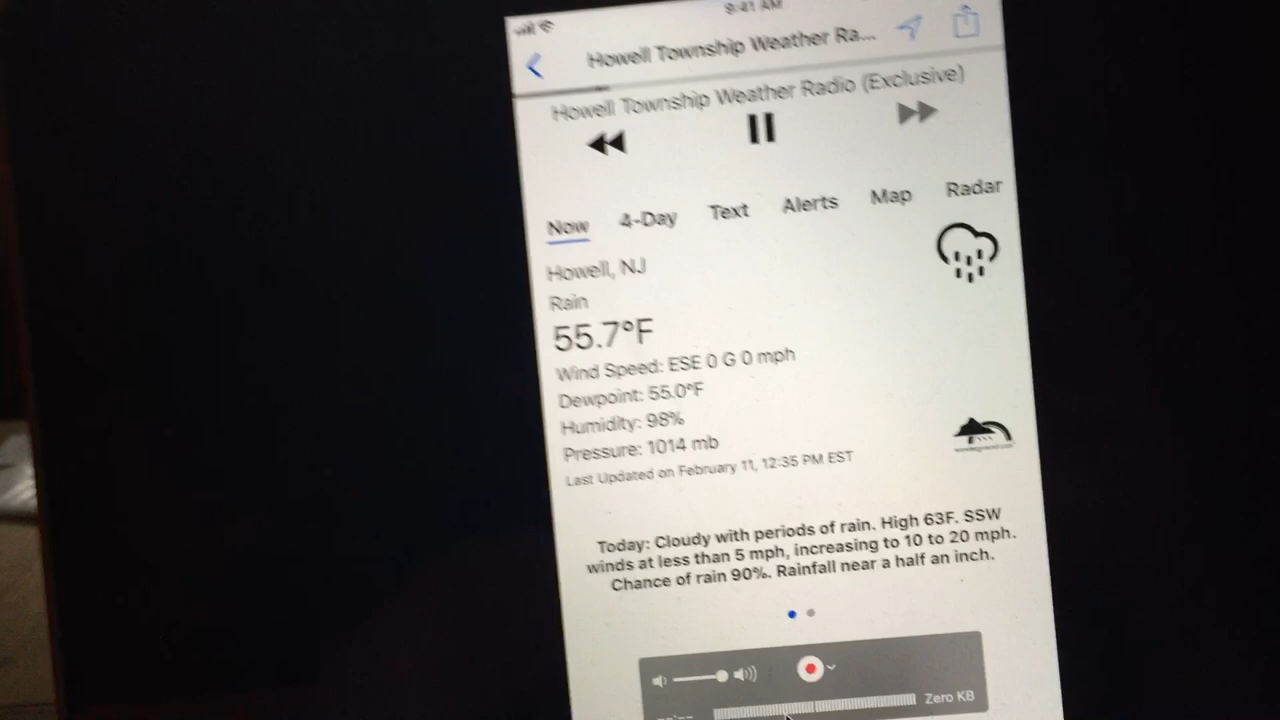 9:41 AM
Howell Township Weather Ra...
Howell Township Weather Radio (Exclusive)
Now 4-Day Text Alerts Map Radar
Howell, NJ
Rain
55.7°F
Wind Speed: ESE 0 G 0 mph
Dewpoint: 55.0°F
Humidity: 98%
Pressure: 1014 mb
Last Updated on February 11, 12:35 PM EST
Today: Cloudy with periods of rain. High 63F. SSW
winds at less than 5 mph, increasing to 10 to 20 mph.
Chance of rain 90%. Rainfall near a half an inch.
--:-- Zero KB